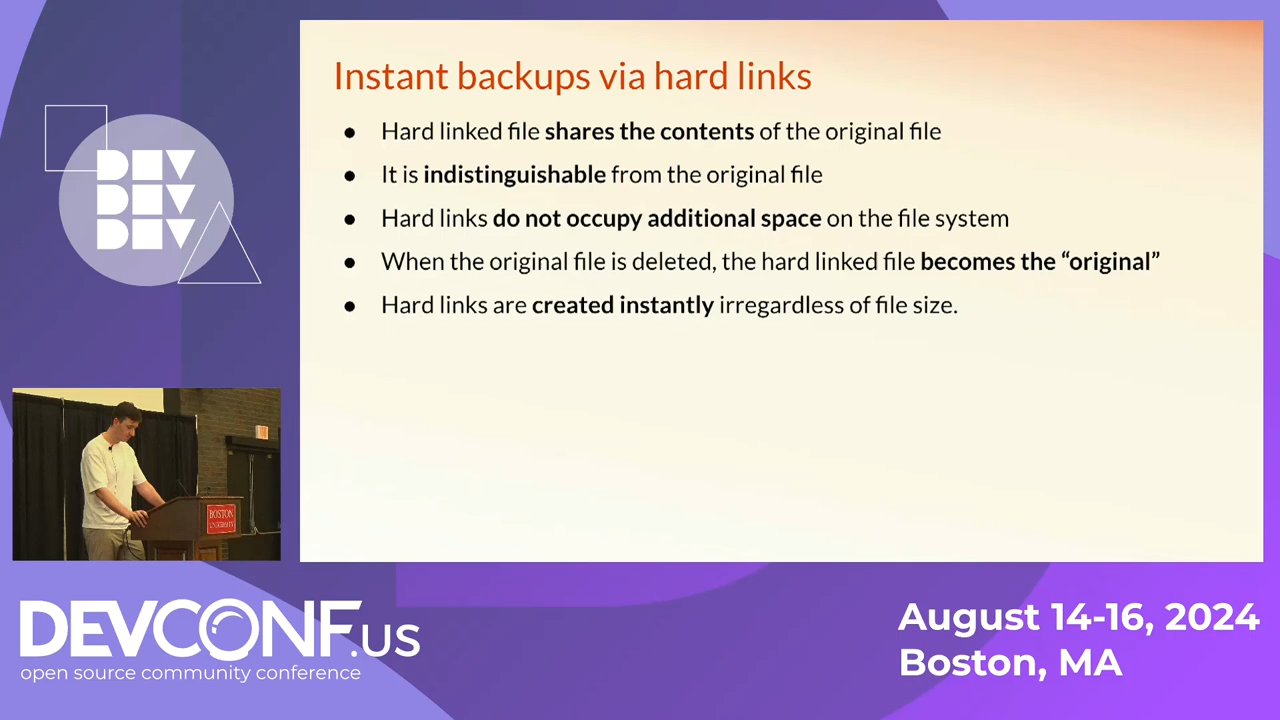 Instant backups via hard links
● Hard linked file shares the contents of the original file
● It is indistinguishable from the original file
● Hard links do not occupy additional space on the file system
● When the original file is deleted, the hard linked file becomes the “original”
● Hard links are created instantly irregardless of file size.
DEV
DEV
DEV
BOSTON
UNIVERSITY
DEVCONF.US
open source community conference
August 14-16, 2024
Boston, MA